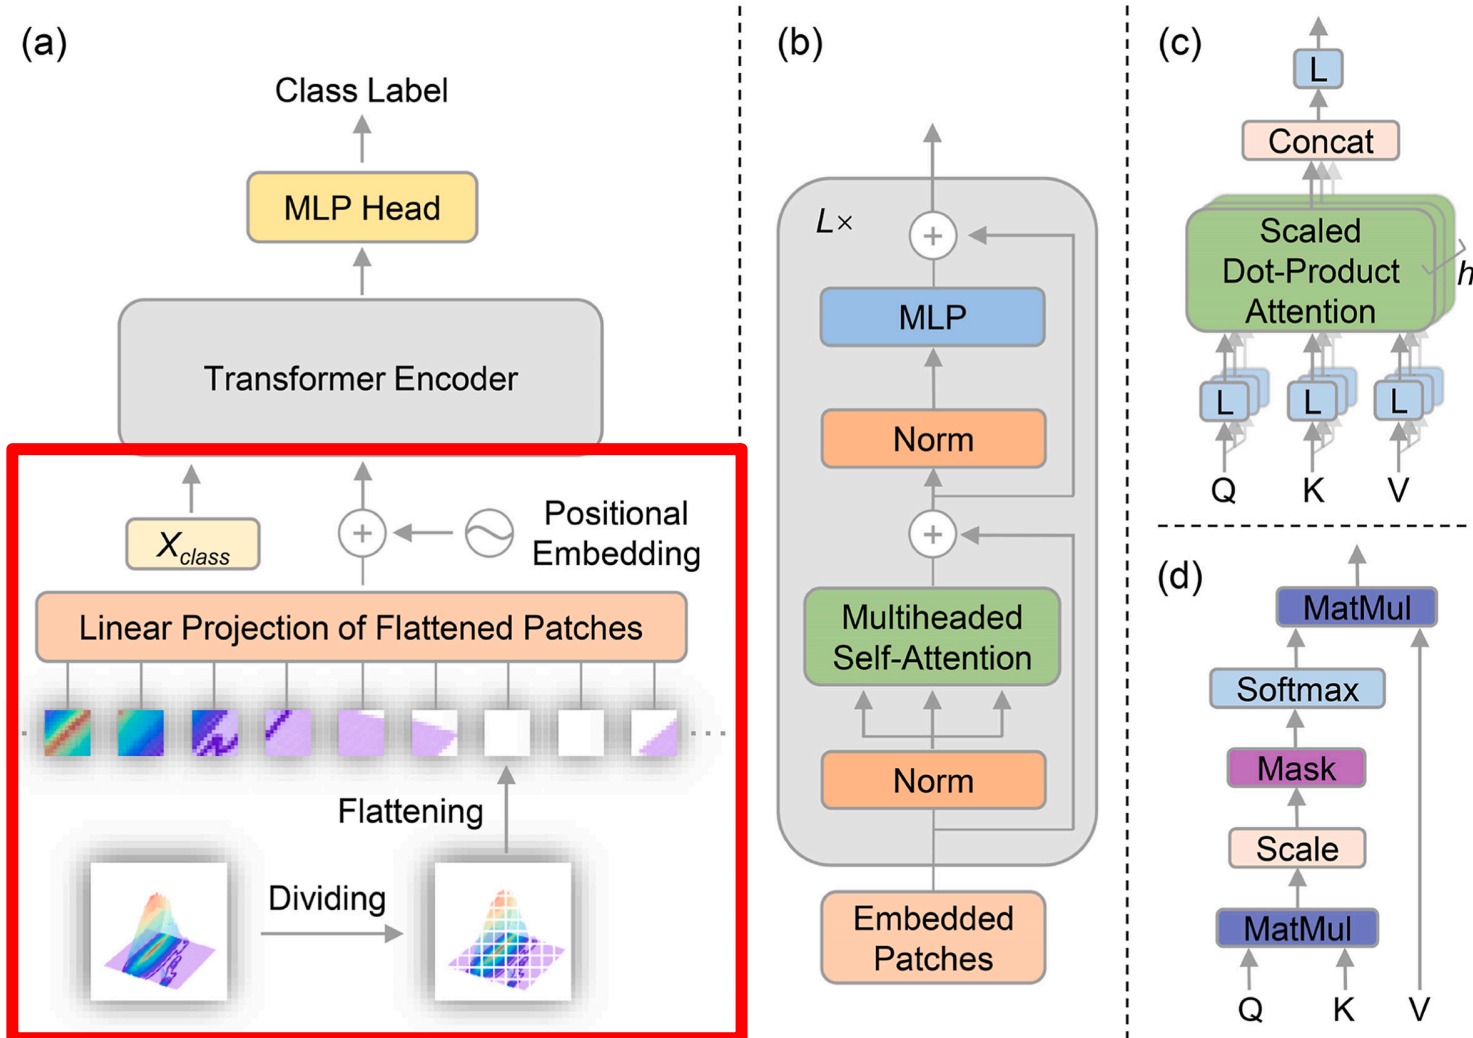 (a)
Class Label
MLP Head
Transformer Encoder
X_class
Positional
Embedding
Linear Projection of Flattened Patches
Flattening
Dividing
(b)
L×
MLP
Norm
Multiheaded
Self-Attention
Norm
Embedded
Patches
(c)
L
Concat
Scaled
Dot-Product
Attention
h
L L L
Q K V
(d)
MatMul
Softmax
Mask
Scale
MatMul
Q K V